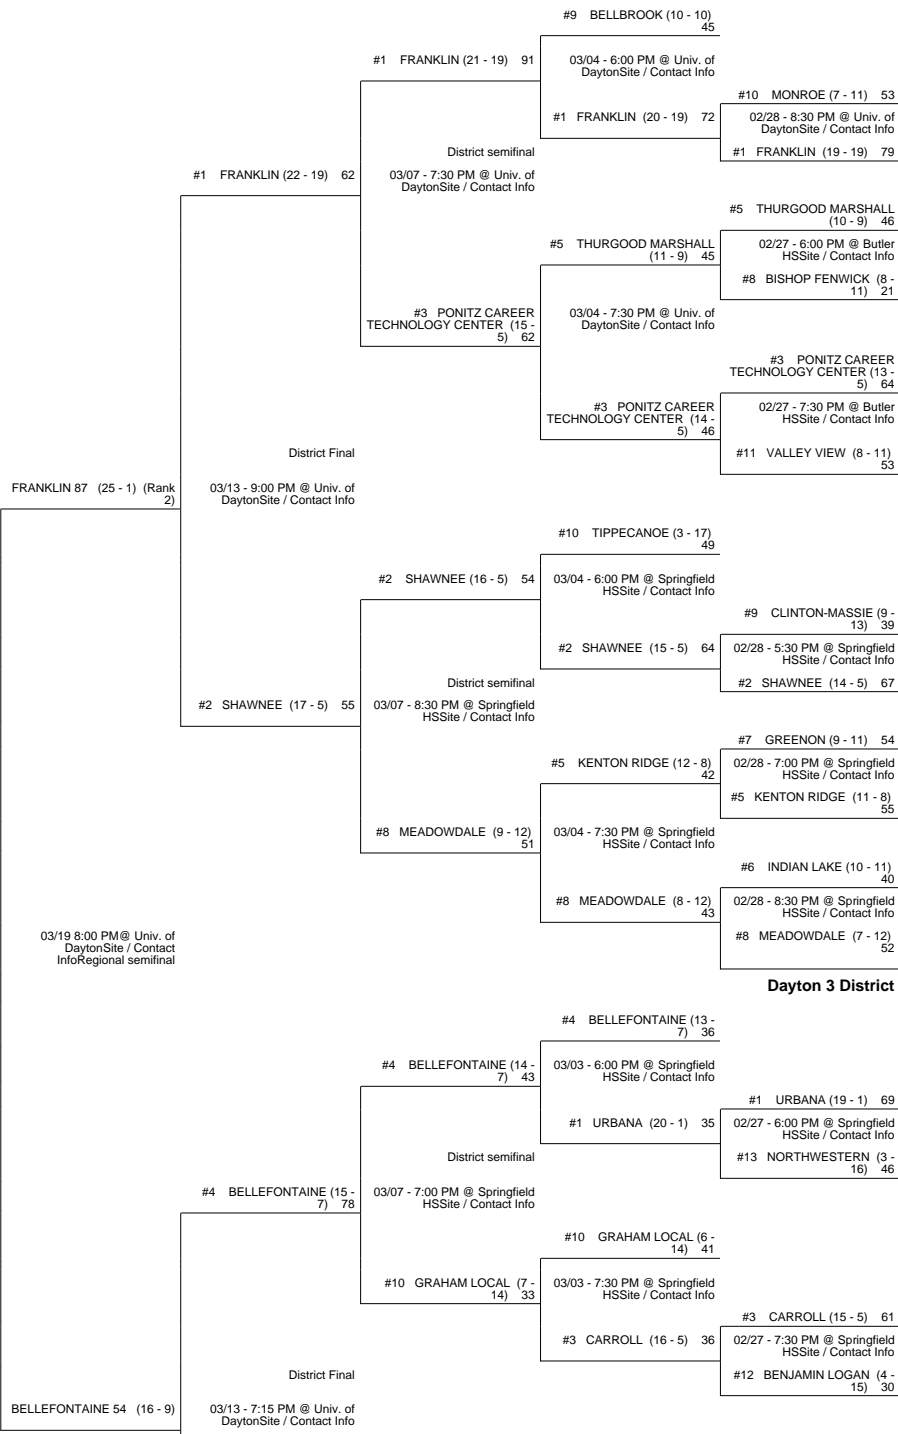 #9 BELLBROOK (10 - 10)
45
#1 FRANKLIN (21 - 19) 91
03/04 - 6:00 PM @ Univ. of
DaytonSite / Contact Info
#10 MONROE (7 - 11) 53
#1 FRANKLIN (20 - 19) 72
02/28 - 8:30 PM @ Univ. of
DaytonSite / Contact Info
#1 FRANKLIN (19 - 19) 79
District semifinal
#1 FRANKLIN (22 - 19) 62
03/07 - 7:30 PM @ Univ. of
DaytonSite / Contact Info
#5 THURGOOD MARSHALL
(10 - 9) 46
#5 THURGOOD MARSHALL
(11 - 9) 45
02/27 - 6:00 PM @ Butler
HSSite / Contact Info
#8 BISHOP FENWICK (8 -
11) 21
#3 PONITZ CAREER
TECHNOLOGY CENTER (15 -
5) 62
03/04 - 7:30 PM @ Univ. of
DaytonSite / Contact Info
#3 PONITZ CAREER
TECHNOLOGY CENTER (13 -
5) 64
#3 PONITZ CAREER
TECHNOLOGY CENTER (14 -
5) 46
02/27 - 7:30 PM @ Butler
HSSite / Contact Info
#11 VALLEY VIEW (8 - 11)
53
District Final
FRANKLIN 87 (25 - 1) (Rank
2)
03/13 - 9:00 PM @ Univ. of
DaytonSite / Contact Info
#10 TIPPECANOE (3 - 17)
49
#2 SHAWNEE (16 - 5) 54
03/04 - 6:00 PM @ Springfield
HSSite / Contact Info
#9 CLINTON-MASSIE (9 -
13) 39
#2 SHAWNEE (15 - 5) 64
02/28 - 5:30 PM @ Springfield
HSSite / Contact Info
#2 SHAWNEE (14 - 5) 67
District semifinal
#2 SHAWNEE (17 - 5) 55
03/07 - 8:30 PM @ Springfield
HSSite / Contact Info
#7 GREENON (9 - 11) 54
#5 KENTON RIDGE (12 - 8)
42
02/28 - 7:00 PM @ Springfield
HSSite / Contact Info
#5 KENTON RIDGE (11 - 8)
55
#8 MEADOWDALE (9 - 12)
51
03/04 - 7:30 PM @ Springfield
HSSite / Contact Info
#6 INDIAN LAKE (10 - 11)
40
#8 MEADOWDALE (8 - 12)
43
02/28 - 8:30 PM @ Springfield
HSSite / Contact Info
#8 MEADOWDALE (7 - 12)
52
03/19 8:00 PM@ Univ. of
DaytonSite / Contact
InfoRegional semifinal
Dayton 3 District
#4 BELLEFONTAINE (13 -
7) 36
#4 BELLEFONTAINE (14 -
7) 43
03/03 - 6:00 PM @ Springfield
HSSite / Contact Info
#1 URBANA (19 - 1) 69
#1 URBANA (20 - 1) 35
02/27 - 6:00 PM @ Springfield
HSSite / Contact Info
#13 NORTHWESTERN (3 -
16) 46
District semifinal
#4 BELLEFONTAINE (15 -
7) 78
03/07 - 7:00 PM @ Springfield
HSSite / Contact Info
#10 GRAHAM LOCAL (6 -
14) 41
#10 GRAHAM LOCAL (7 -
14) 33
03/03 - 7:30 PM @ Springfield
HSSite / Contact Info
#3 CARROLL (15 - 5) 61
#3 CARROLL (16 - 5) 36
02/27 - 7:30 PM @ Springfield
HSSite / Contact Info
#12 BENJAMIN LOGAN (4 -
15) 30
District Final
BELLEFONTAINE 54 (16 - 9)
03/13 - 7:15 PM @ Univ. of
DaytonSite / Contact Info